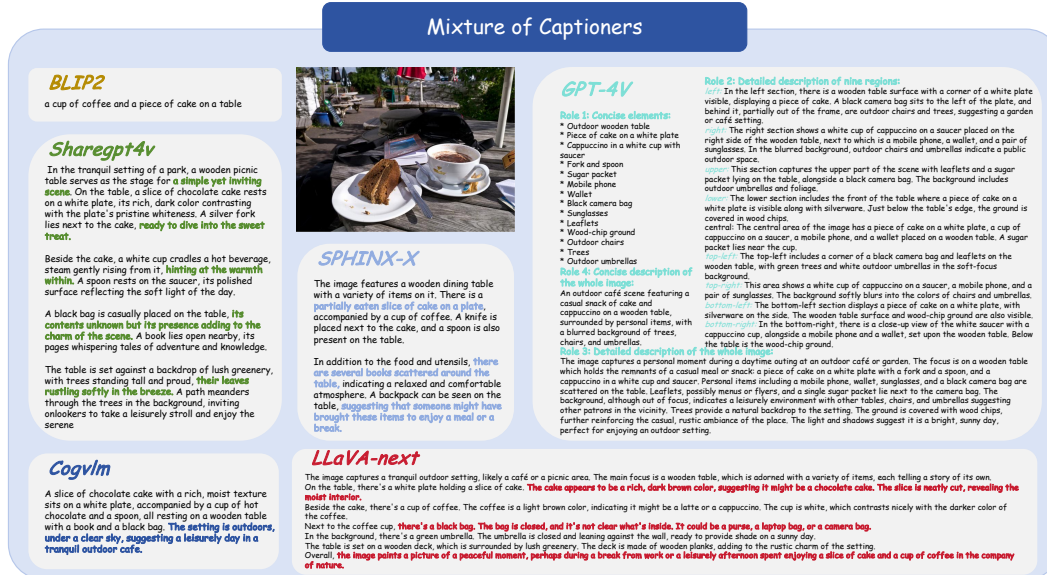 Mixture of Captioners
BLIP2
a cup of coffee and a piece of cake on a table
Sharegpt4v
In the tranquil setting of a park, a wooden picnic
table serves as the stage for a simple yet inviting
scene. On the table, a slice of chocolate cake rests
on a white plate, its rich, dark color contrasting
with the plate's pristine whiteness. A silver fork
lies next to the cake, ready to dive into the sweet
treat.
Beside the cake, a white cup cradles a hot beverage,
steam gently rising from it, hinting at the warmth
within. A spoon rests on the saucer, its polished
surface reflecting the soft light of the day.
A black bag is casually placed on the table, its
contents unknown but its presence adding to the
charm of the scene. A book lies open nearby, its
pages whispering tales of adventure and knowledge.
The table is set against a backdrop of lush greenery,
with trees standing tall and proud, their leaves
rustling softly in the breeze. A path meanders
through the trees in the background, inviting
onlookers to take a leisurely stroll and enjoy the
serene
Cogvlm
A slice of chocolate cake with a rich, moist texture
sits on a white plate, accompanied by a cup of hot
chocolate and a spoon, all resting on a wooden table
with a book and a black bag. The setting is outdoors,
under a clear sky, suggesting a leisurely day in a
tranquil outdoor cafe.
SPHINX-X
The image features a wooden dining table
with a variety of items on it. There is a
partially eaten slice of cake on a plate,
accompanied by a cup of coffee. A knife is
placed next to the cake, and a spoon is also
present on the table.
In addition to the food and utensils, there
are several books scattered around the
table, indicating a relaxed and comfortable
atmosphere. A backpack can be seen on the
table, suggesting that someone might have
brought these items to enjoy a meal or a
break.
GPT-4V
Role 1: Concise elements:
* Outdoor wooden table
* Piece of cake on a white plate
* Cappuccino in a white cup with
saucer
* Fork and spoon
* Sugar packet
* Mobile phone
* Wallet
* Black camera bag
* Sunglasses
* Leaflets
* Wood-chip ground
* Outdoor chairs
* Trees
* Outdoor umbrellas
Role 4: Concise description of
the whole image:
An outdoor café scene featuring a
casual snack of cake and
cappuccino on a wooden table,
surrounded by personal items, with
a blurred background of trees,
chairs, and umbrellas.
Role 2: Detailed description of nine regions:
left: In the left section, there is a wooden table surface with a corner of a white plate
visible, displaying a piece of cake. A black camera bag sits to the left of the plate, and
behind it, partially out of the frame, are outdoor chairs and trees, suggesting a garden
or café setting.
right: The right section shows a white cup of cappuccino on a saucer placed on the
right side of the wooden table, next to which is a mobile phone, a wallet, and a pair of
sunglasses. In the blurred background, outdoor chairs and umbrellas indicate a public
outdoor space.
upper: This section captures the upper part of the scene with leaflets and a sugar
packet lying on the table, alongside a black camera bag. The background includes
outdoor umbrellas and foliage.
lower: The lower section includes the front of the table where a piece of cake on a
white plate is visible along with silverware. Just below the table's edge, the ground is
covered in wood chips.
central: The central area of the image has a piece of cake on a white plate, a cup of
cappuccino on a saucer, a mobile phone, and a wallet placed on a wooden table. A sugar
packet lies near the cup.
top-left: The top-left includes a corner of a black camera bag and leaflets on the
wooden table, with green trees and white outdoor umbrellas in the soft-focus
background.
top-right: This area shows a white cup of cappuccino on a saucer, a mobile phone, and a
pair of sunglasses. The background softly blurs into the colors of chairs and umbrellas.
bottom-left: The bottom-left section displays a piece of cake on a white plate, with
silverware on the side. The wooden table surface and wood-chip ground are also visible.
bottom-right: In the bottom-right, there is a close-up view of the white saucer with a
cappuccino cup, alongside a mobile phone and a wallet, set upon the wooden table. Below
the table is the wood-chip ground.
Role 3: Detailed description of the whole image:
The image captures a personal moment during a daytime outing at an outdoor café or garden. The focus is on a wooden table
which holds the remnants of a casual meal or snack: a piece of cake on a white plate with a fork and a spoon, and a
cappuccino in a white cup and saucer. Personal items including a mobile phone, wallet, sunglasses, and a black camera bag are
scattered on the table. Leaflets, possibly menus or flyers, and a single sugar packet lie next to the camera bag. The
background, although out of focus, indicates a leisurely environment with other tables, chairs, and umbrellas suggesting
other patrons in the vicinity. Trees provide a natural backdrop to the setting. The ground is covered with wood chips,
further reinforcing the casual, rustic ambiance of the place. The light and shadows suggest it is a bright, sunny day,
perfect for enjoying an outdoor setting.
LLaVA-next
The image captures a tranquil outdoor setting, likely a café or a picnic area. The main focus is a wooden table, which is adorned with a variety of items, each telling a story of its own.
On the table, there's a white plate holding a slice of cake. The cake appears to be a rich, dark brown color, suggesting it might be a chocolate cake. The slice is neatly cut, revealing the
moist interior.
Beside the cake, there's a cup of coffee. The coffee is a light brown color, indicating it might be a latte or a cappuccino. The cup is white, which contrasts nicely with the darker color of
the coffee.
Next to the coffee cup, there's a black bag. The bag is closed, and it's not clear what's inside. It could be a purse, a laptop bag, or a camera bag.
In the background, there's a green umbrella. The umbrella is closed and leaning against the wall, ready to provide shade on a sunny day.
The table is set on a wooden deck, which is surrounded by lush greenery. The deck is made of wooden planks, adding to the rustic charm of the setting.
Overall, the image paints a picture of a peaceful moment, perhaps during a break from work or a leisurely afternoon spent enjoying a slice of cake and a cup of coffee in the company
of nature.